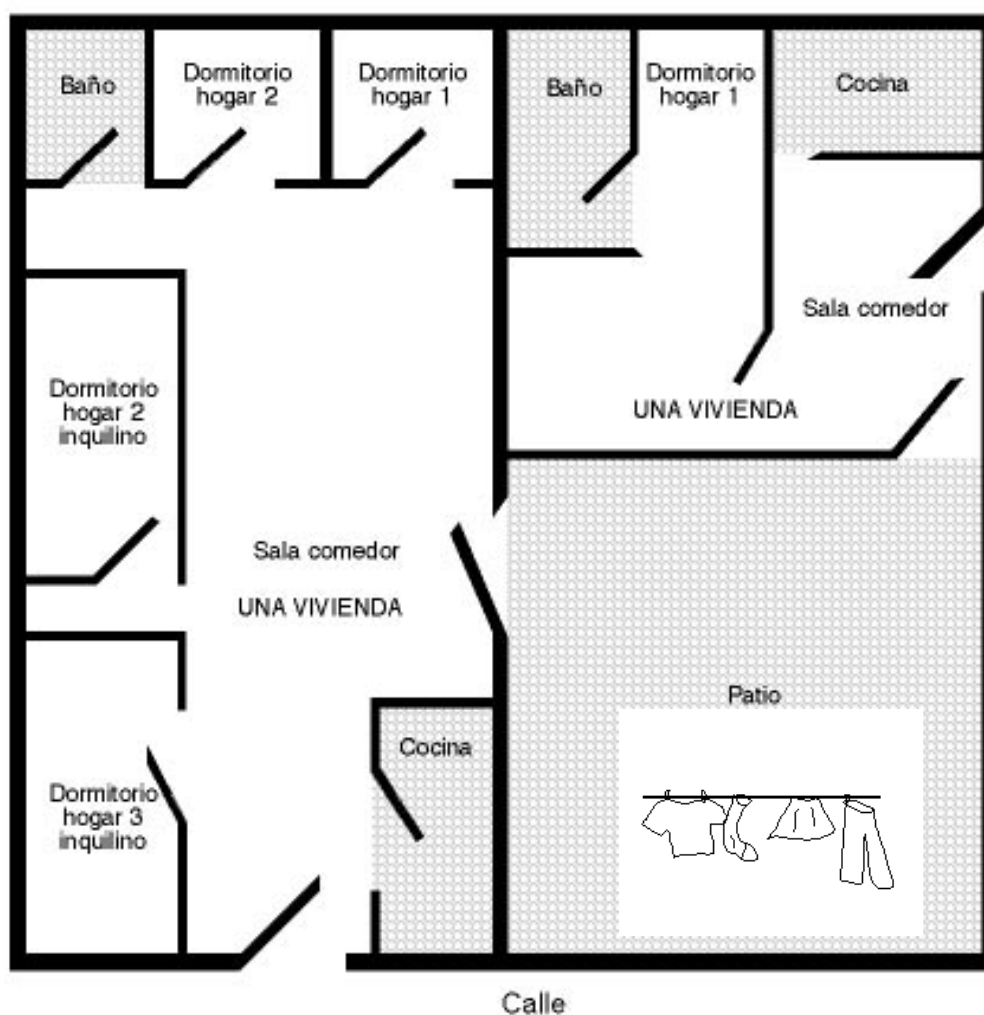 Baño
Dormitorio
hogar 2
Dormitorio
hogar 1
Baño
Dormitorio
hogar 1
Cocina
Sala comedor
UNA VIVIENDA
Dormitorio
hogar 2
inquilino
Sala comedor
UNA VIVIENDA
Patio
Cocina
Dormitorio
hogar 3
inquilino
Calle